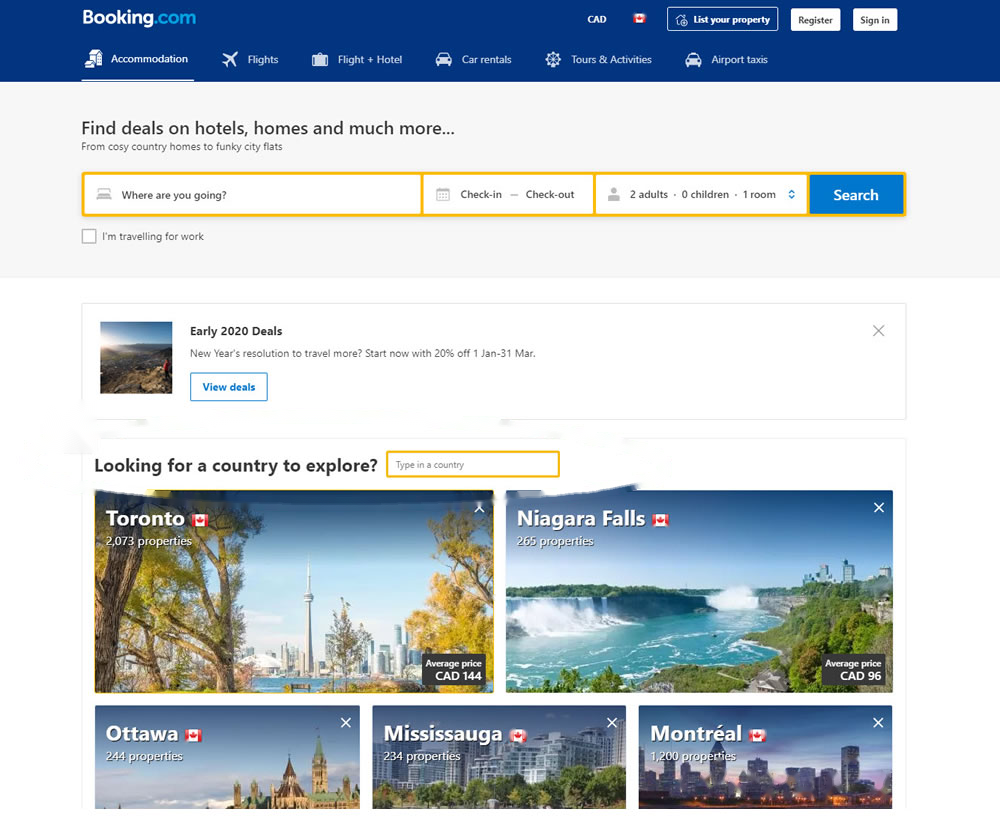 Booking.com
CAD
List your property
Register
Sign in
Accommodation
Flights
Flight + Hotel
Car rentals
Tours & Activities
Airport taxis
Find deals on hotels, homes and much more...
From cosy country homes to funky city flats
Where are you going?
Check-in — Check-out
2 adults · 0 children · 1 room
Search
I'm travelling for work
Early 2020 Deals
New Year's resolution to travel more? Start now with 20% off 1 Jan-31 Mar.
View deals
Looking for a country to explore?
Type in a country
Toronto
2,073 properties
Average price
CAD 144
Niagara Falls
265 properties
Average price
CAD 96
Ottawa
244 properties
Mississauga
234 properties
Montréal
1,200 properties